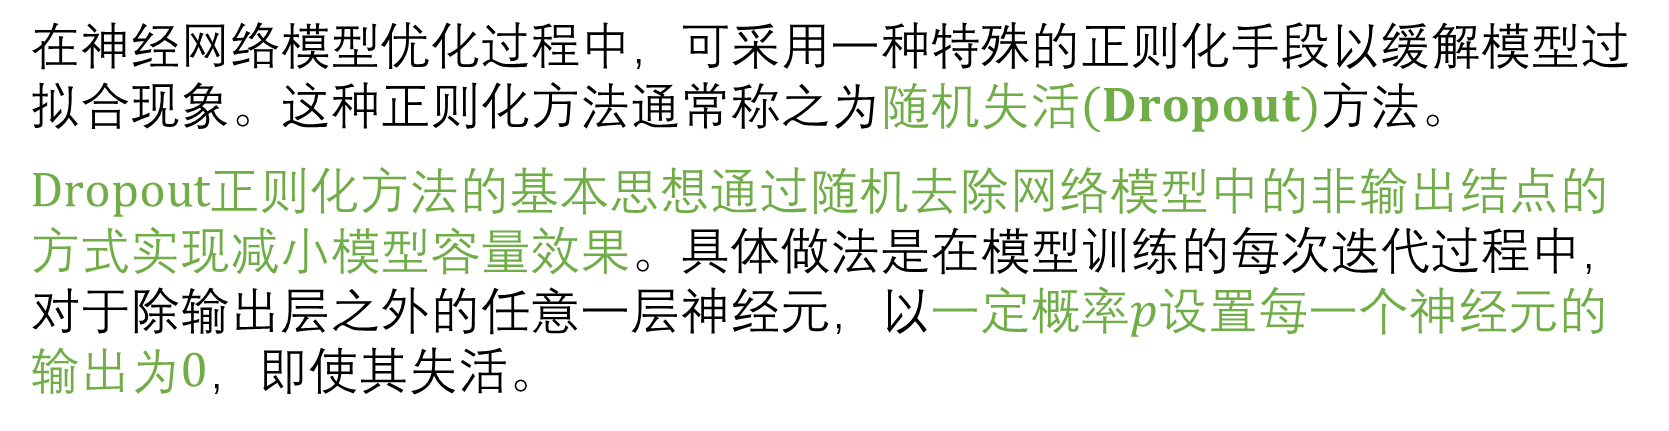 在神经网络模型优化过程中，可采用一种特殊的正则化手段以缓解模型过
拟合现象。这种正则化方法通常称之为随机失活(Dropout)方法。
Dropout正则化方法的基本思想通过随机去除网络模型中的非输出结点的
方式实现减小模型容量效果。具体做法是在模型训练的每次迭代过程中，
对于除输出层之外的任意一层神经元，以一定概率p设置每一个神经元的
输出为0，即使其失活。